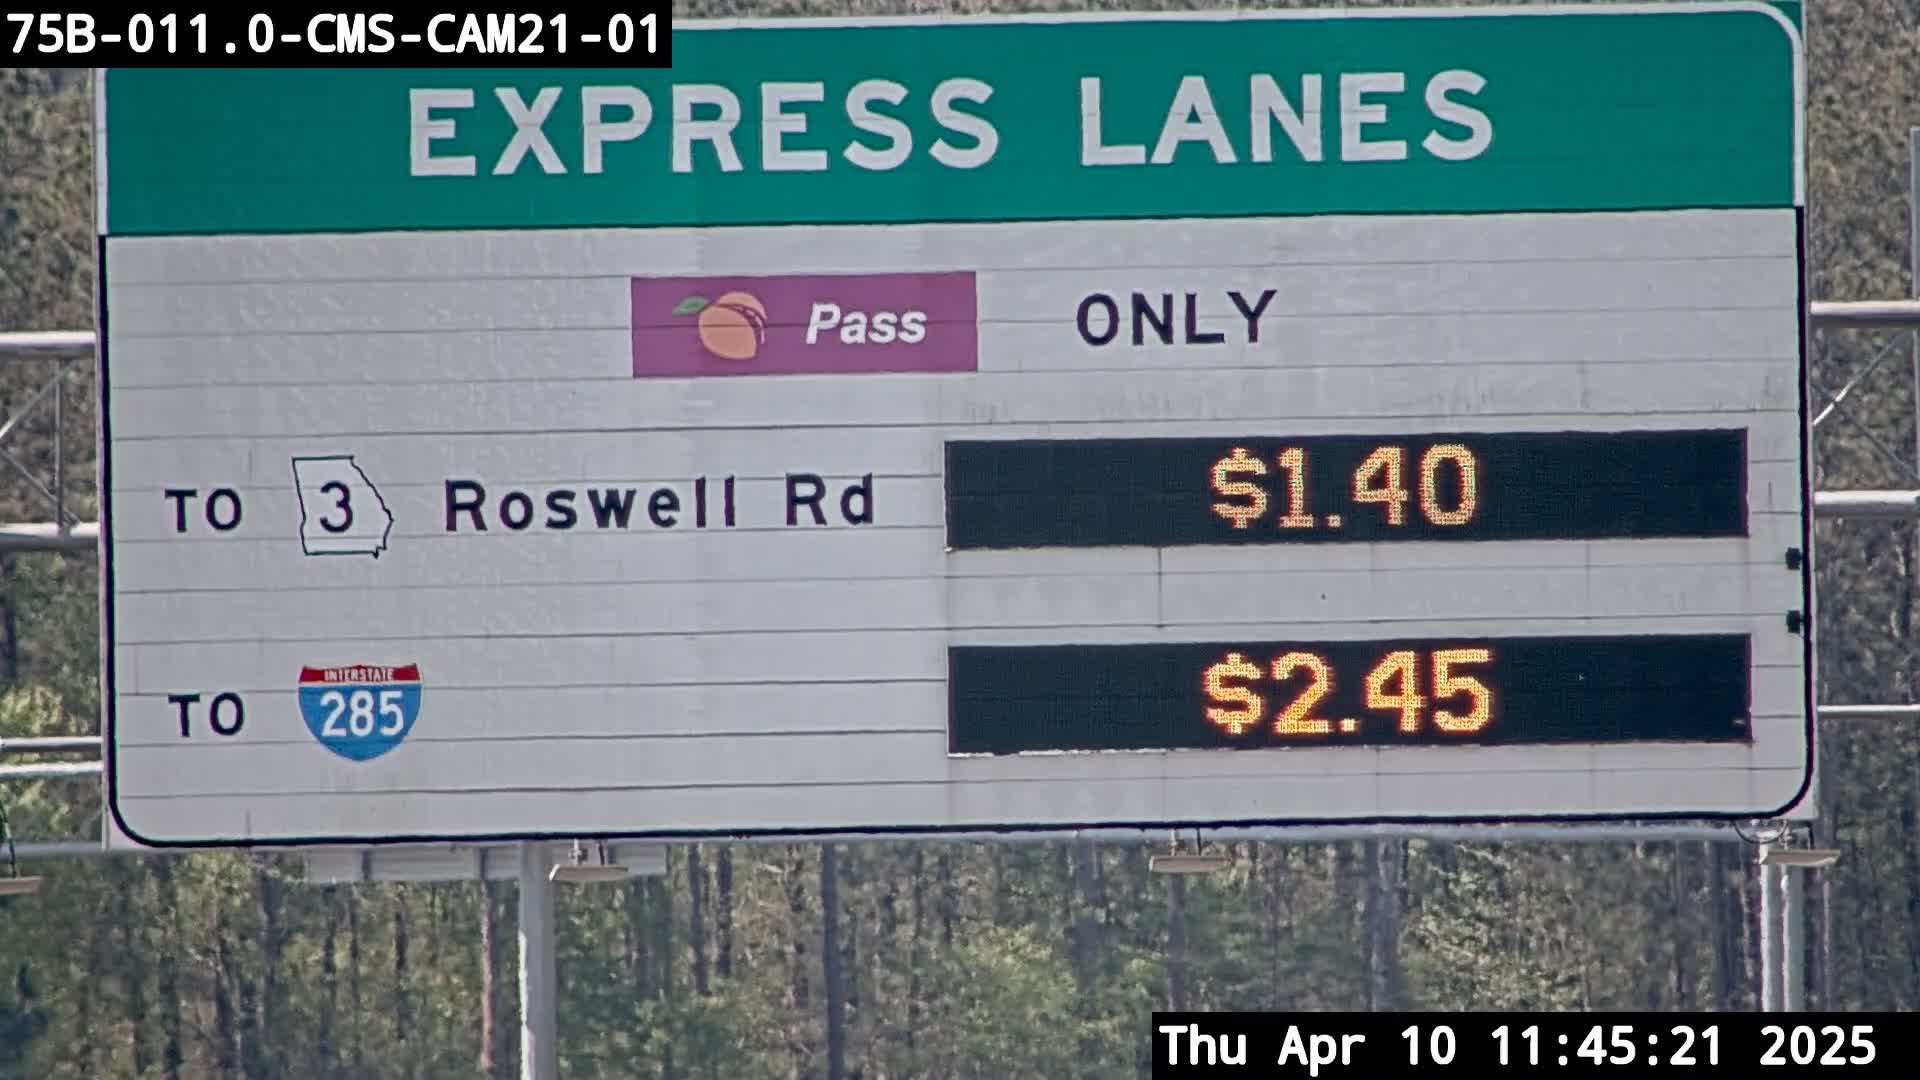 75B-011.0-CMS-CAM21-01
EXPRESS LANES
Pass ONLY
TO 3 Roswell Rd $1.40
TO INTERSTATE 285 $2.45
Thu Apr 10 11:45:21 2025